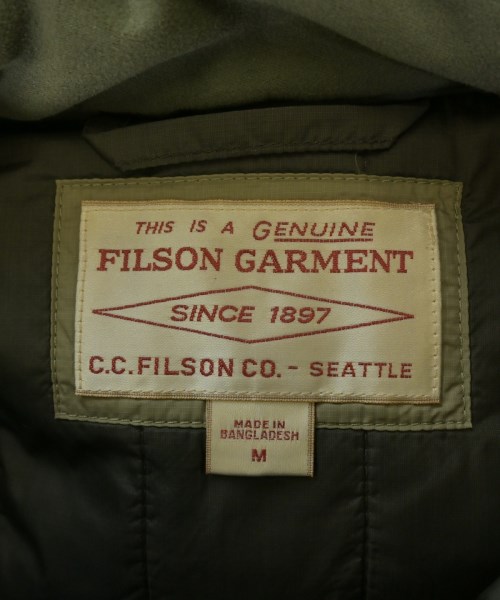 THIS IS A GENUINE
FILSON GARMENT
SINCE 1897
C.C. FILSON CO. - SEATTLE
MADE IN
BANGLADESH
M